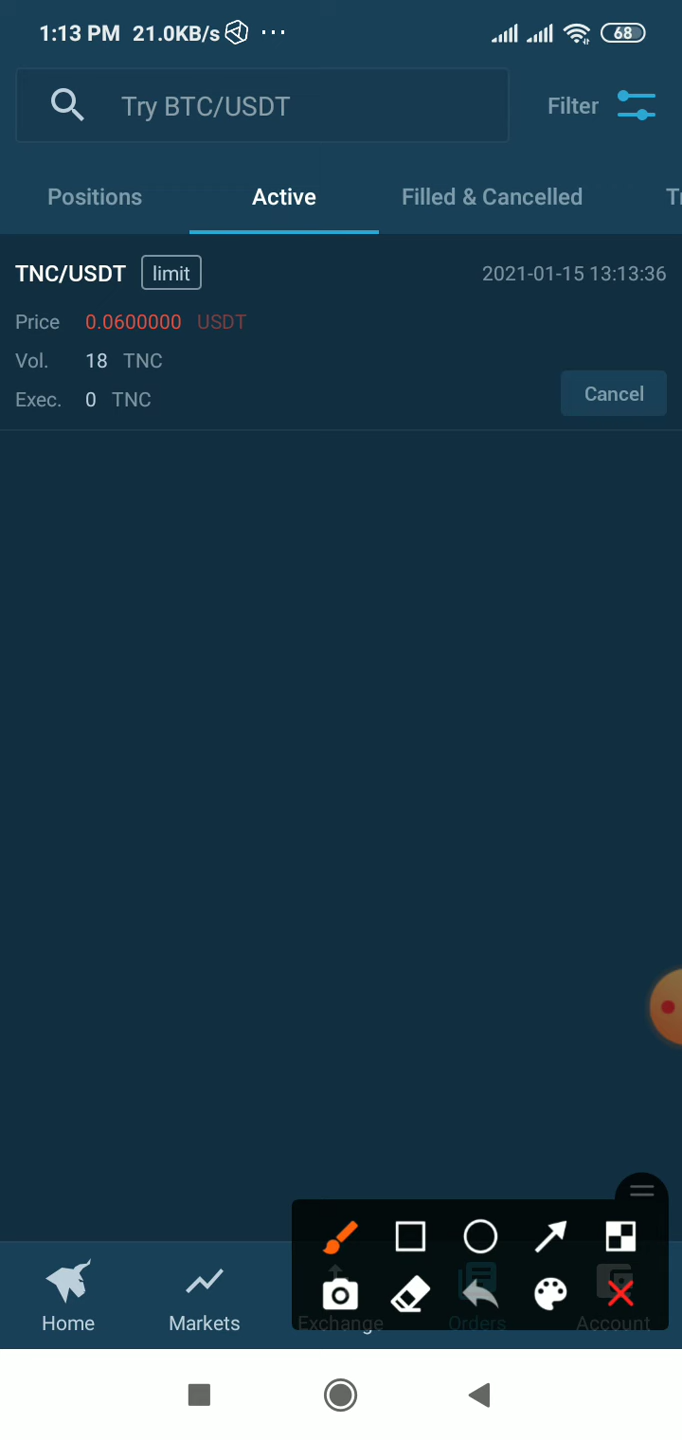 1:13 PM 21.0KB/s ... 68
Try BTC/USDT Filter
Positions Active Filled & Cancelled T
TNC/USDT limit 2021-01-15 13:13:36
Price 0.0600000 USDT
Vol. 18 TNC
Exec. 0 TNC
Cancel
Home Markets Exchange Orders Account